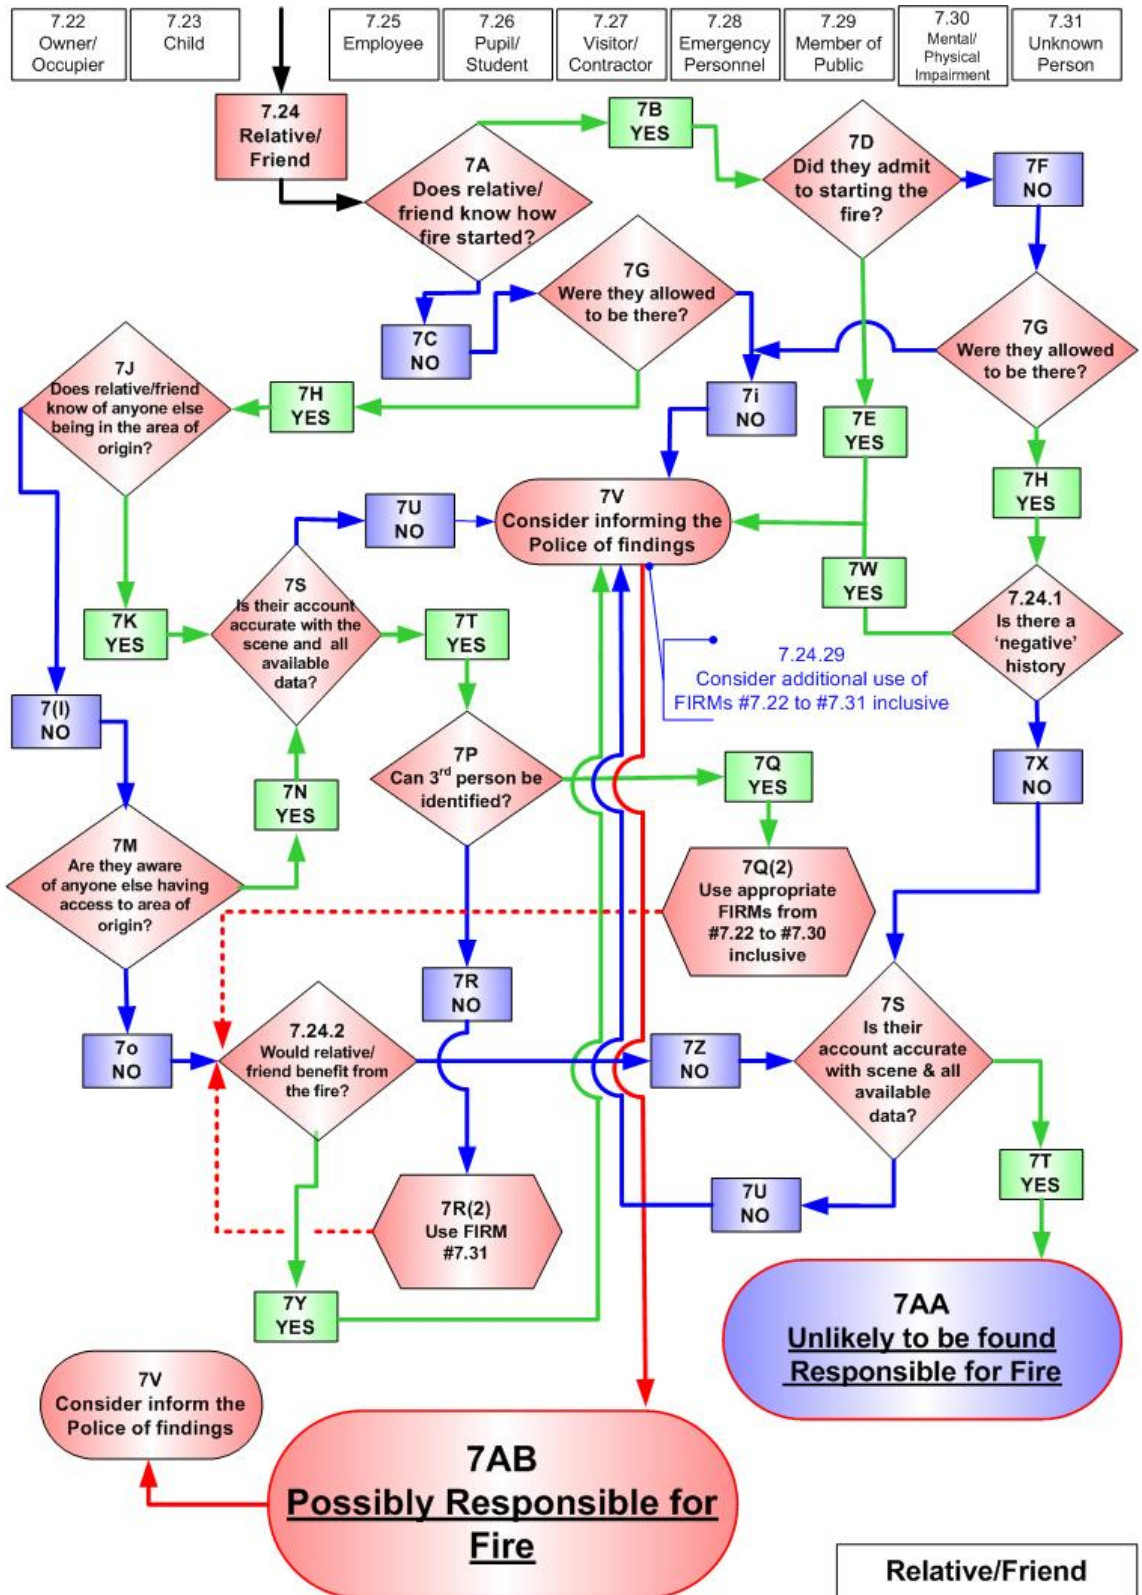 7.22
Owner/
Occupier
7.23
Child
7.25
Employee
7.26
Pupil/
Student
7.27
Visitor/
Contractor
7.28
Emergency
Personnel
7.29
Member of
Public
7.30
Mental/
Physical
Impairment
7.31
Unknown
Person
7.24
Relative/
Friend
7A
Does relative/
friend know how
fire started?
7B
YES
7D
Did they admit
to starting the
fire?
7F
NO
7C
NO
7G
Were they allowed
to be there?
7G
Were they allowed
to be there?
7J
Does relative/friend
know of anyone else
being in the area of
origin?
7H
YES
7i
NO
7E
YES
7H
YES
7U
NO
7V
Consider informing the
Police of findings
7K
YES
7S
Is their account
accurate with the
scene and all
available
data?
7T
YES
7W
YES
7.24.1
Is there a
‘negative’
history
7.24.29
Consider additional use of
FIRMs #7.22 to #7.31 inclusive
7(I)
NO
7N
YES
7P
Can 3rd person be
identified?
7Q
YES
7X
NO
7M
Are they aware
of anyone else having
access to area of
origin?
7Q(2)
Use appropriate
FIRMs from
#7.22 to #7.30
inclusive
7R
NO
7o
NO
7.24.2
Would relative/
friend benefit from
the fire?
7Z
NO
7S
Is their
account accurate
with scene & all
available
data?
7T
YES
7R(2)
Use FIRM
#7.31
7U
NO
7Y
YES
7AA
Unlikely to be found
Responsible for Fire
7V
Consider inform the
Police of findings
7AB
Possibly Responsible for
Fire
Relative/Friend